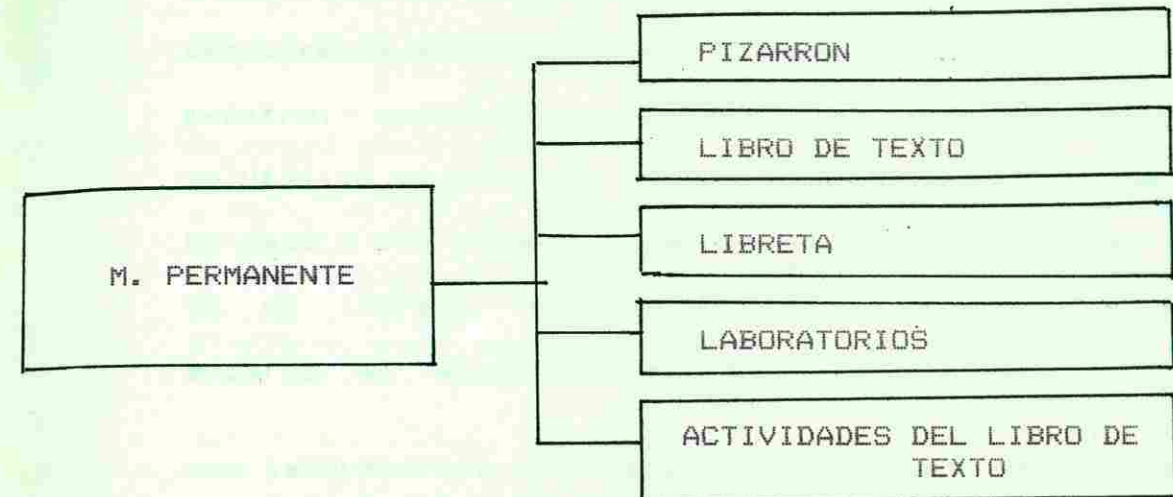 PIZARRON
LIBRO DE TEXTO
LIBRETA
M. PERMANENTE
LABORATORIOS
ACTIVIDADES DEL LIBRO DE
TEXTO